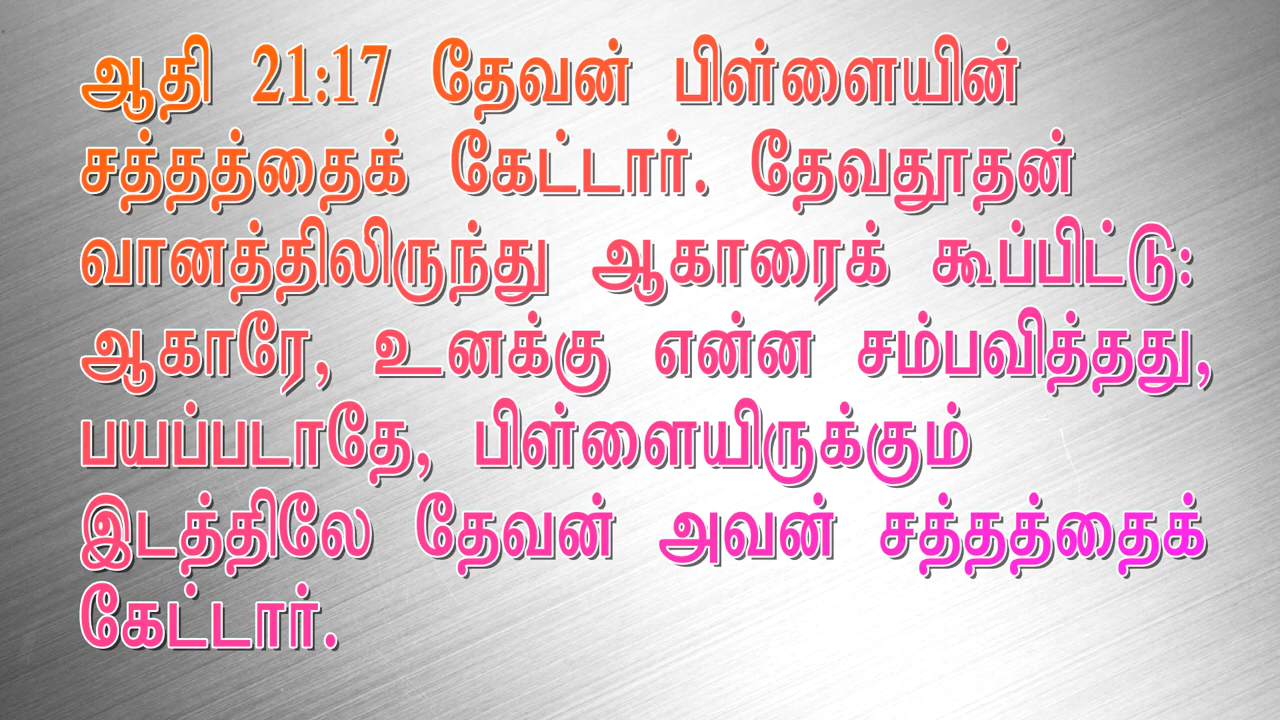 ஆதி 21:17 தேவன் பிள்ளையின்
சத்தத்தைக் கேட்டார். தேவதூதன்
வானத்திலிருந்து ஆகாரைக் கூப்பிட்டு:
ஆகாரே, உனக்கு என்ன சம்பவித்தது,
பயப்படாதே, பிள்ளையிருக்கும்
இடத்திலே தேவன் அவன் சத்தத்தைக்
கேட்டார்.